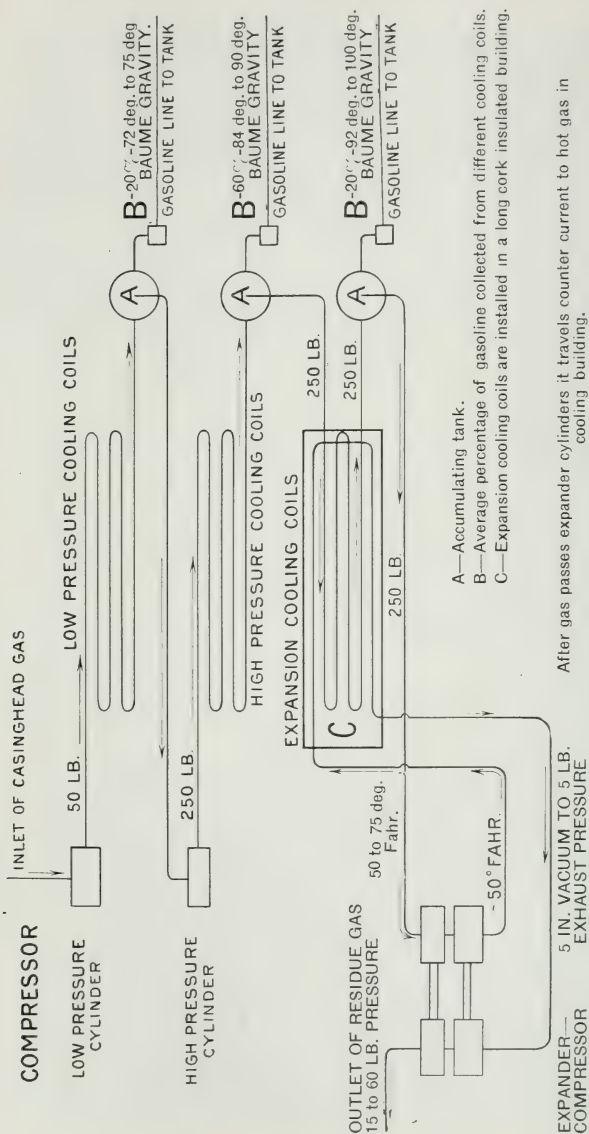 COMPRESSOR
INLET OF CASINGHEAD GAS
LOW PRESSURE
CYLINDER
50 LB.
LOW PRESSURE COOLING COILS
A
B-20%-72 deg. to 75 deg
BAUME GRAVITY.
GASOLINE LINE TO TANK
HIGH PRESSURE
CYLINDER
250 LB.
HIGH PRESSURE COOLING COILS
A
B-60%-84 deg. to 90 deg.
BAUME GRAVITY
GASOLINE LINE TO TANK
EXPANSION COOLING COILS
C
250 LB.
250 LB.
A
B-20%-92 deg. to 100 deg
BAUME GRAVITY
GASOLINE LINE TO TANK
250 LB.
50 to 75 deg.
Fahr.
-50° FAHR.
OUTLET OF RESIDUE GAS
15 to 60 LB. PRESSURE
EXPANDER—
COMPRESSOR
5 IN. VACUUM TO 5 LB.
EXHAUST PRESSURE
A—Accumulating tank.
B—Average percentage of gasoline collected from different cooling coils.
C—Expansion cooling coils are installed in a long cork insulated building.
After gas passes expander cylinders it travels counter current to hot gas in
cooling building.